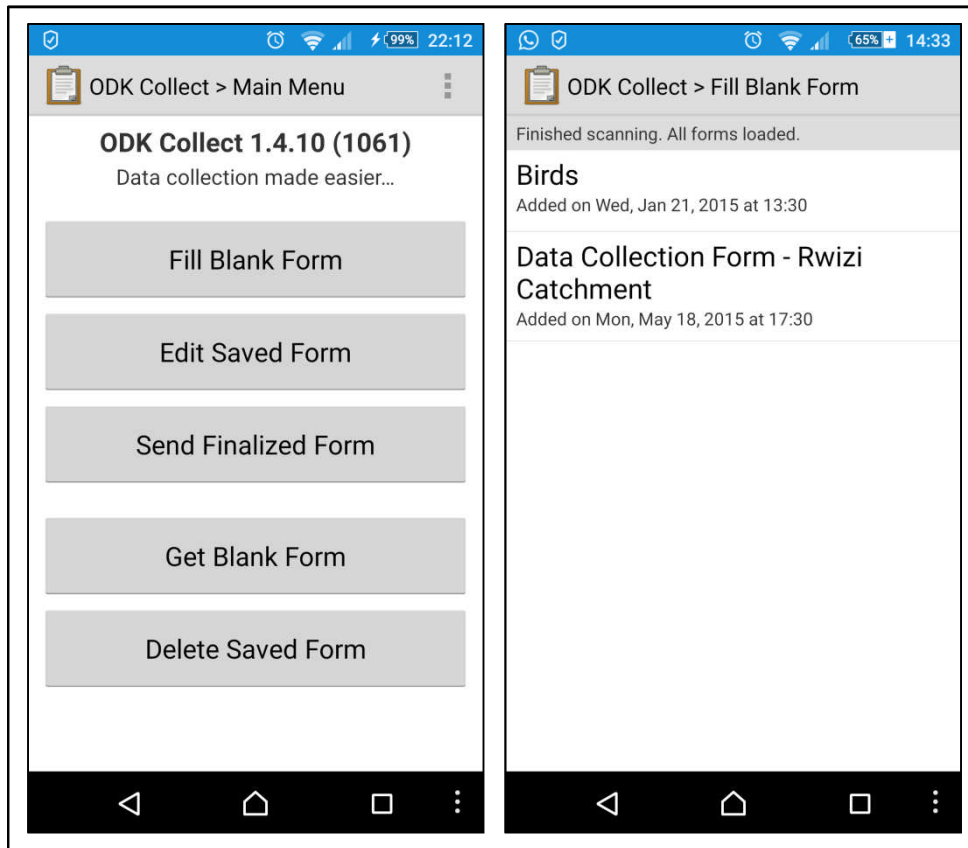 99% 22:12
ODK Collect > Main Menu
ODK Collect 1.4.10 (1061)
Data collection made easier...
Fill Blank Form
Edit Saved Form
Send Finalized Form
Get Blank Form
Delete Saved Form
65% 14:33
ODK Collect > Fill Blank Form
Finished scanning. All forms loaded.
Birds
Added on Wed, Jan 21, 2015 at 13:30
Data Collection Form - Rwizi
Catchment
Added on Mon, May 18, 2015 at 17:30